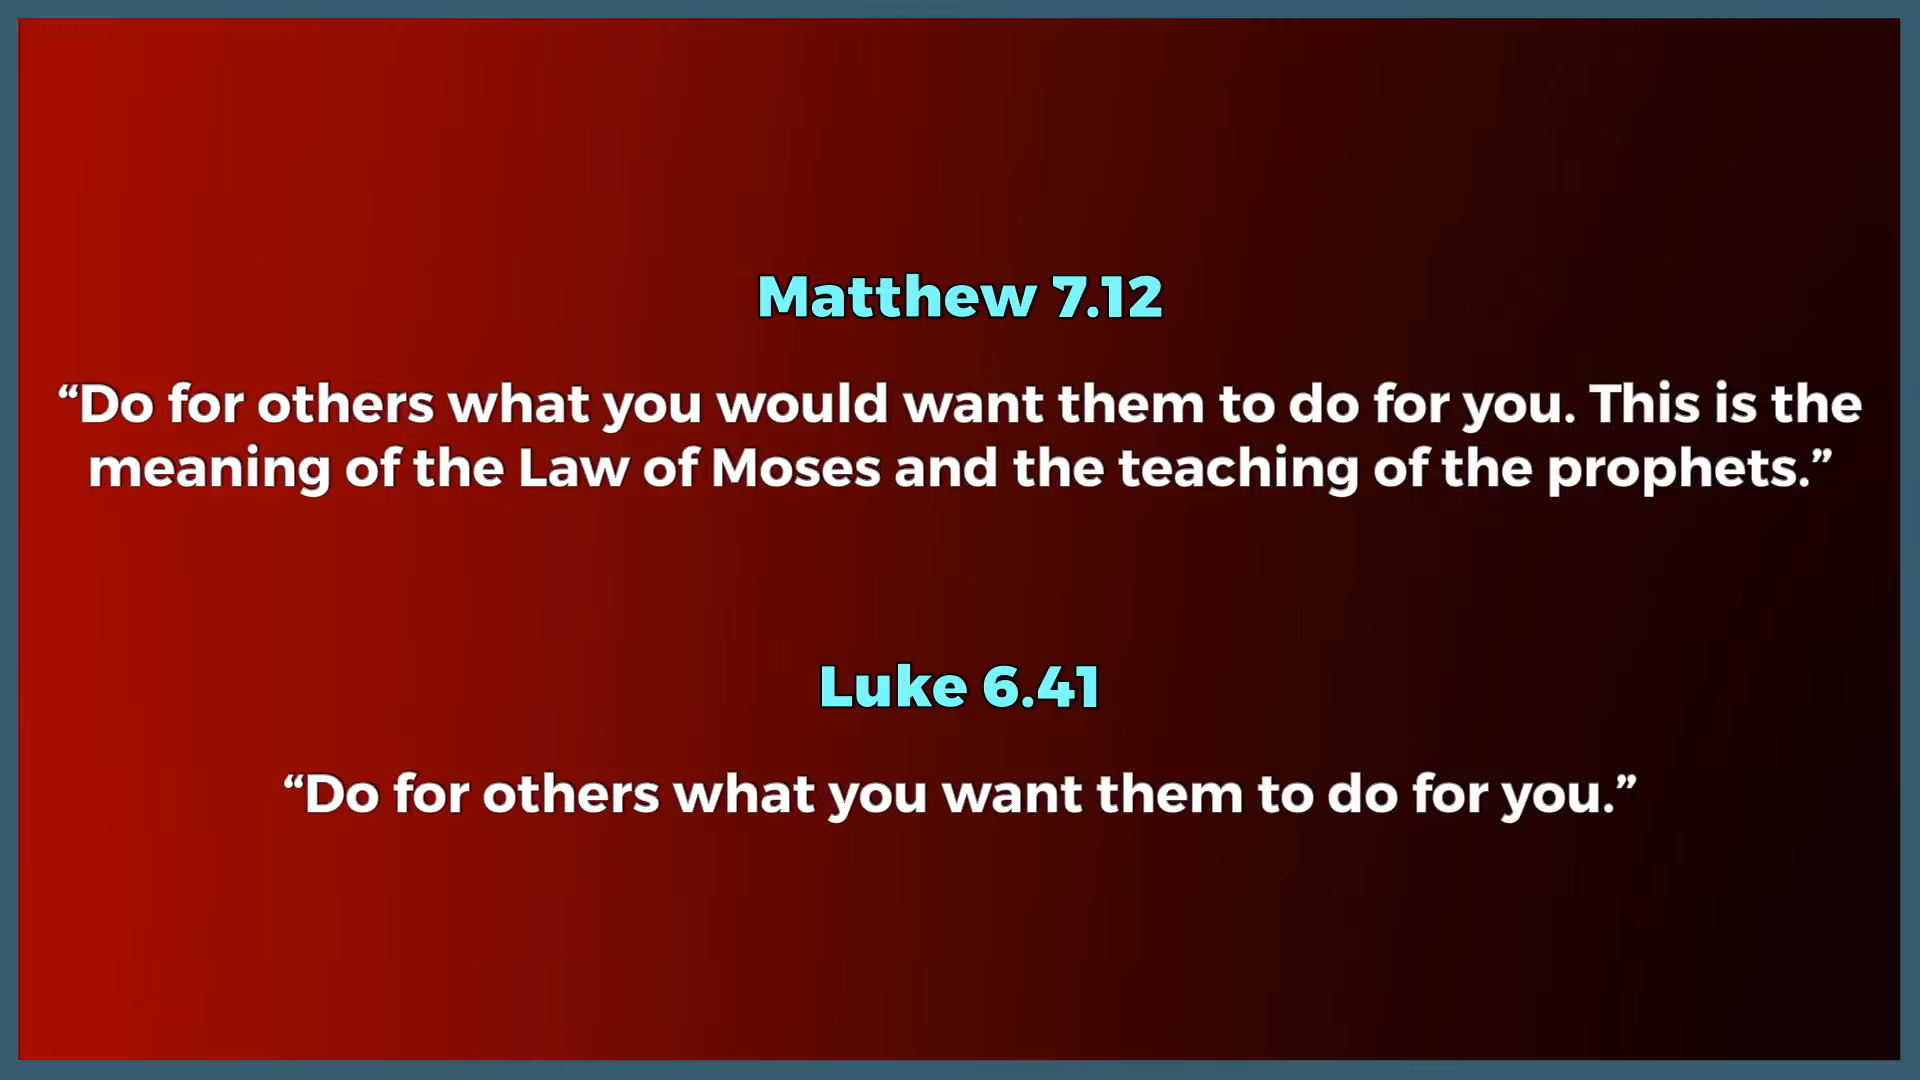 Matthew 7.12
“Do for others what you would want them to do for you. This is the
meaning of the Law of Moses and the teaching of the prophets.”
Luke 6.41
“Do for others what you want them to do for you.”